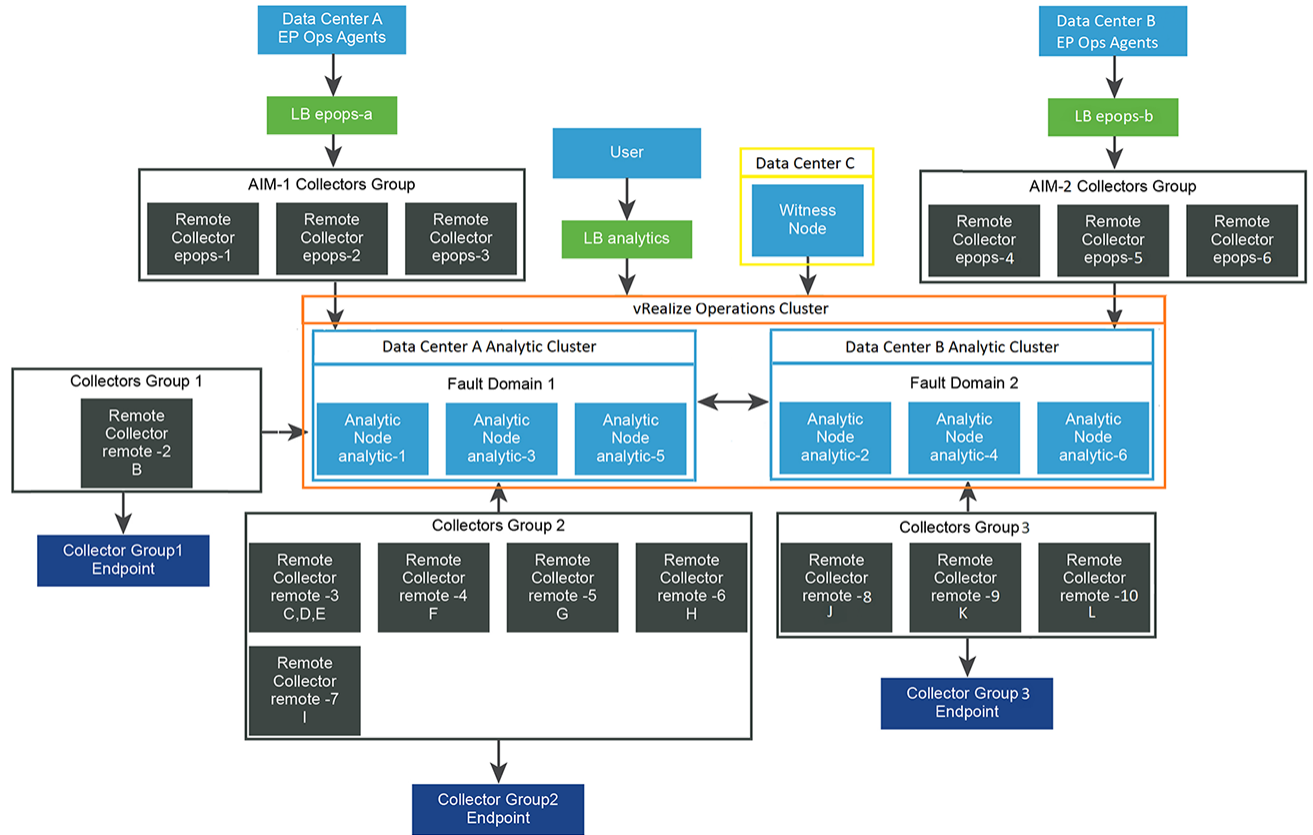 Data Center A
EP Ops Agents
Data Center B
EP Ops Agents
LB epops-a
LB epops-b
User
Data Center C
Witness
Node
LB analytics
AIM-1 Collectors Group
Remote
Collector
epops-1
Remote
Collector
epops-2
Remote
Collector
epops-3
AIM-2 Collectors Group
Remote
Collector
epops-4
Remote
Collector
epops-5
Remote
Collector
epops-6
vRealize Operations Cluster
Data Center A Analytic Cluster
Fault Domain 1
Analytic
Node
analytic-1
Analytic
Node
analytic-3
Analytic
Node
analytic-5
Data Center B Analytic Cluster
Fault Domain 2
Analytic
Node
analytic-2
Analytic
Node
analytic-4
Analytic
Node
analytic-6
Collectors Group 1
Remote
Collector
remote -2
B
Collector Group1
Endpoint
Collectors Group 2
Remote
Collector
remote -3
C,D,E
Remote
Collector
remote -4
F
Remote
Collector
remote -5
G
Remote
Collector
remote -6
H
Remote
Collector
remote -7
I
Collector Group2
Endpoint
Collectors Group 3
Remote
Collector
remote -8
J
Remote
Collector
remote -9
K
Remote
Collector
remote -10
L
Collector Group 3
Endpoint